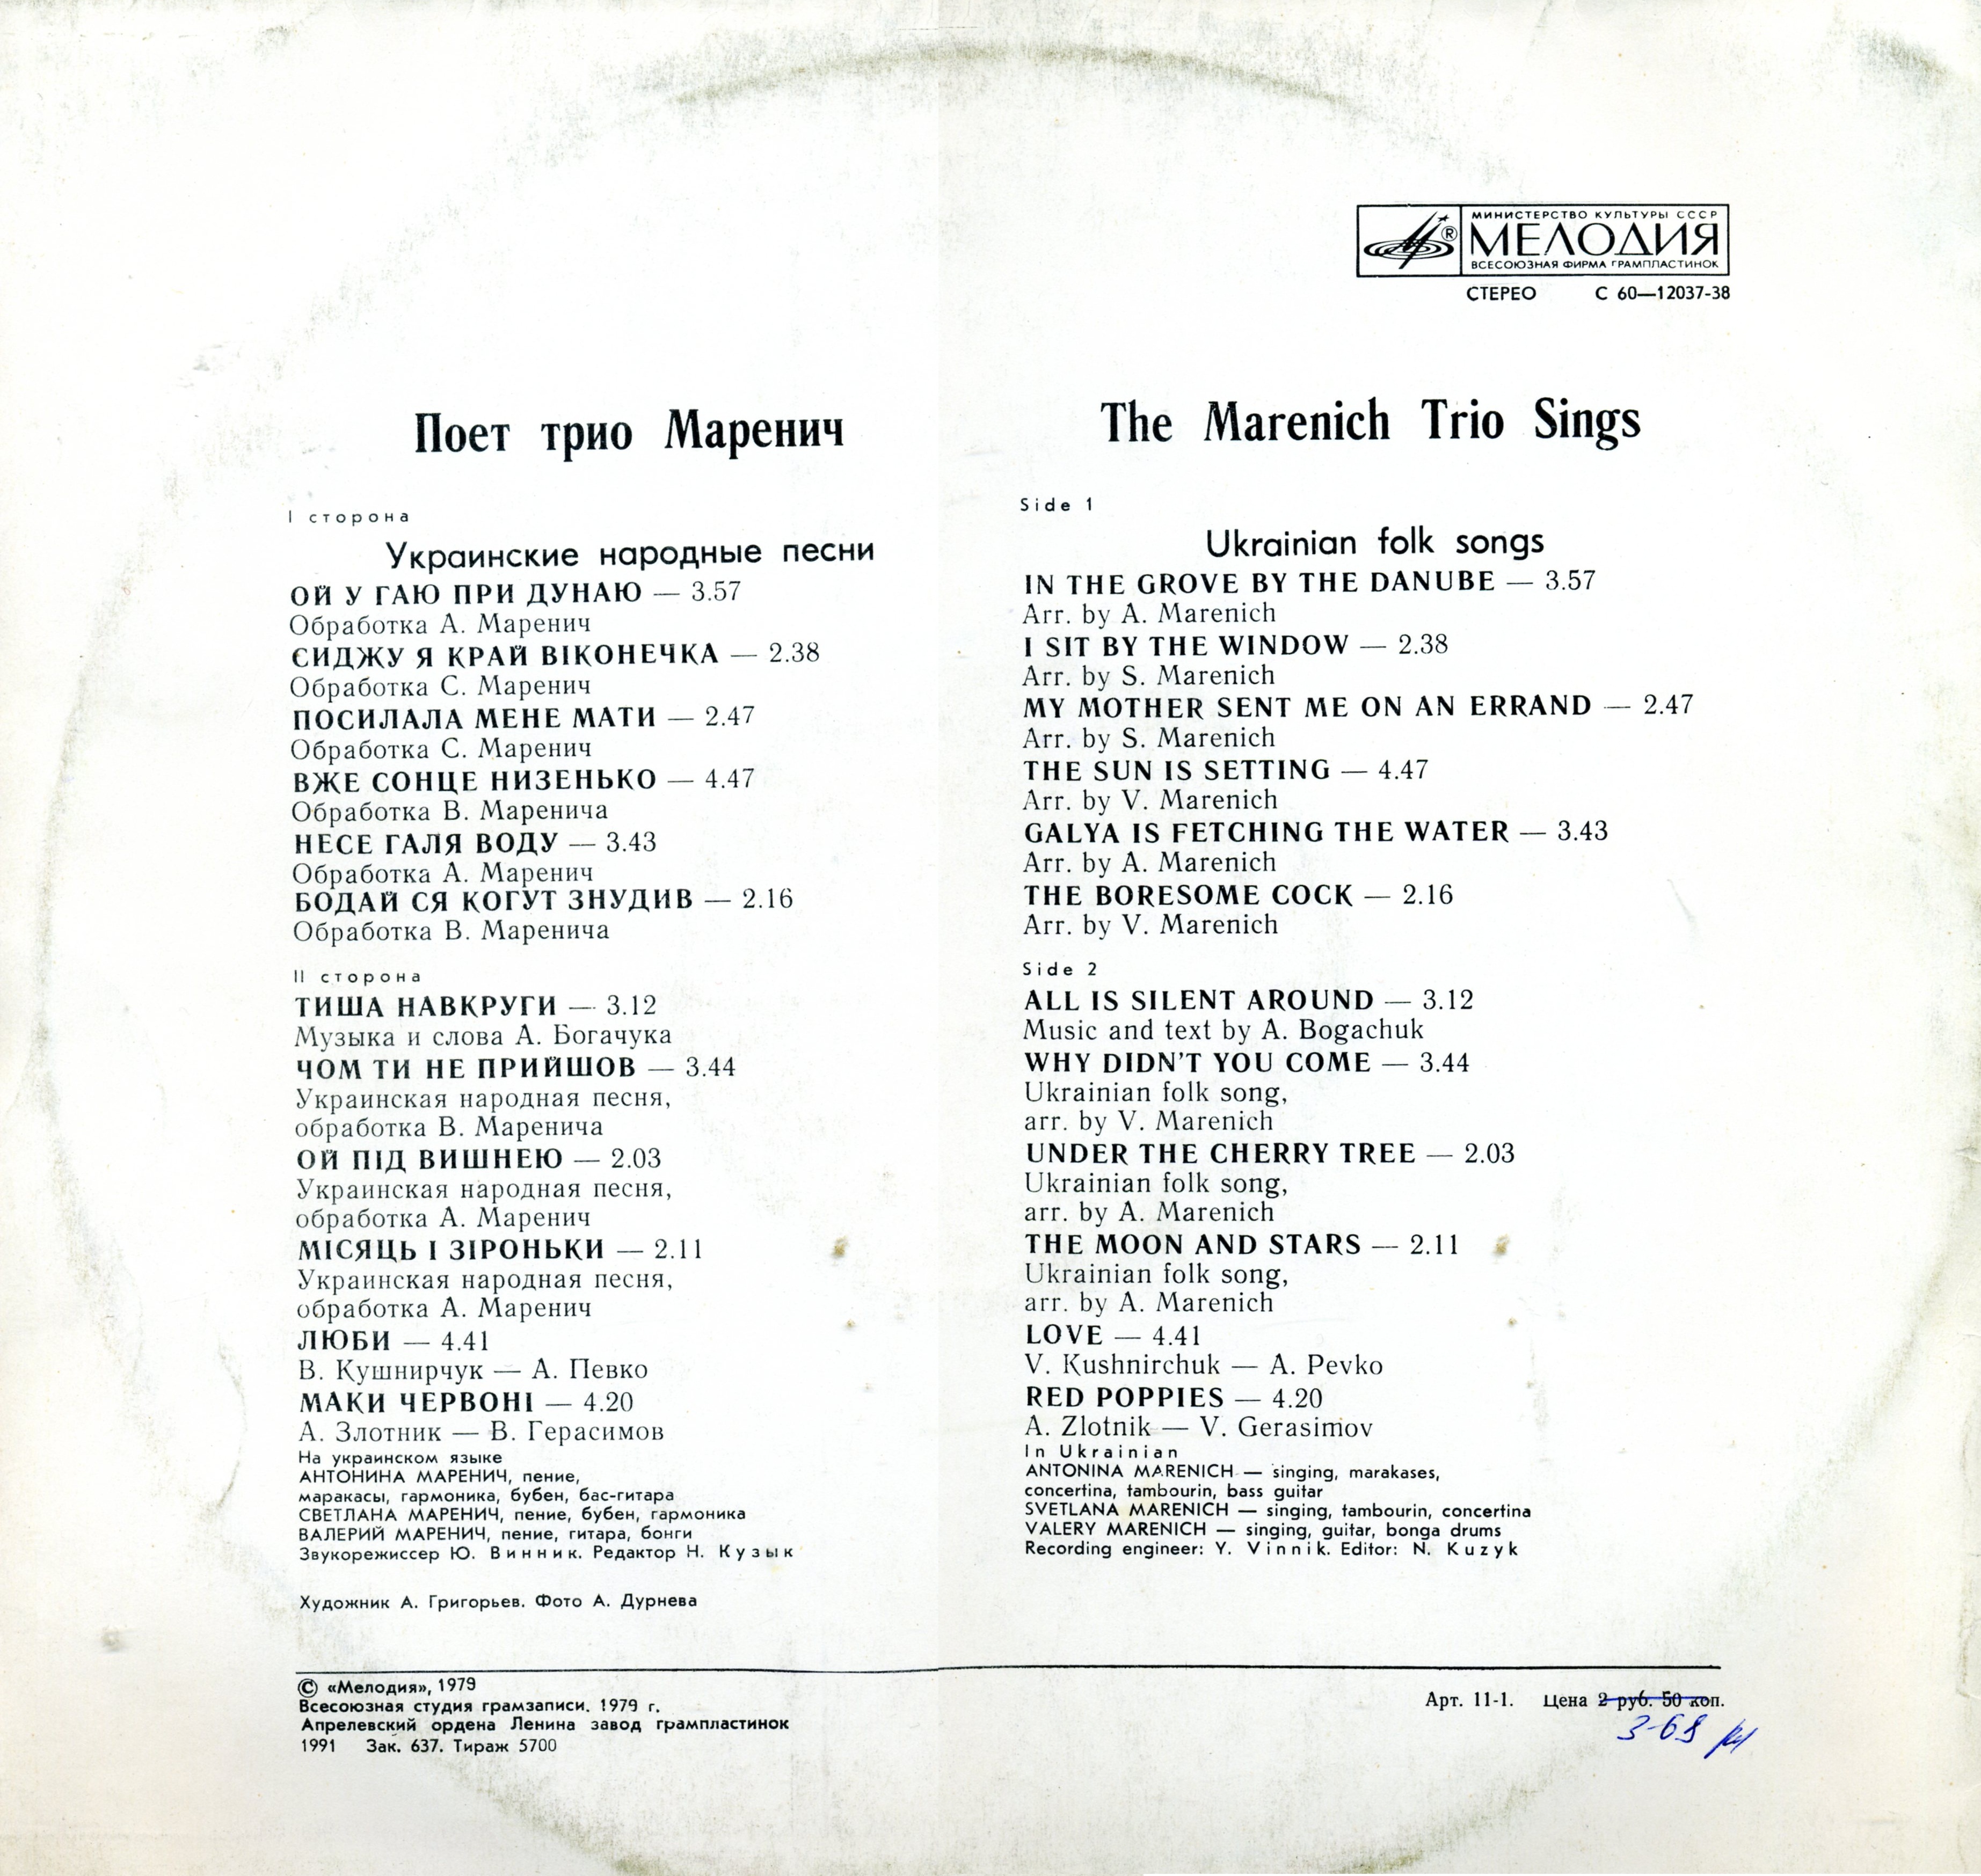 МИНИСТЕРСТВО КУЛЬТУРЫ СССР
МЕЛОДИЯ
®
ВСЕСОЮЗНАЯ ФИРМА ГРАМПЛАСТИНОК
СТЕРЕО С 60—12037-38
Поет трио Маренич
I сторона
Украинские народные песни
ОЙ У ГАЮ ПРИ ДУНАЮ — 3.57
Обработка А. Маренич
СИДЖУ Я КРАЙ ВІКОНЕЧКА — 2.38
Обработка С. Маренич
ПОСИЛАЛА МЕНЕ МАТИ — 2.47
Обработка С. Маренич
ВЖЕ СОНЦЕ НИЗЕНЬКО — 4.47
Обработка В. Маренича
НЕСЕ ГАЛЯ ВОДУ — 3.43
Обработка А. Маренич
БОДАЙ СЯ КОГУТ ЗНУДИВ — 2.16
Обработка В. Маренича
II сторона
ТИША НАВКРУГИ — 3.12
Музыка и слова А. Богачука
ЧОМ ТИ НЕ ПРИЙШОВ — 3.44
Украинская народная песня,
обработка В. Маренича
ОЙ ПІД ВИШНЕЮ — 2.03
Украинская народная песня,
обработка А. Маренич
МІСЯЦЬ І ЗІРОНЬКИ — 2.11
Украинская народная песня,
обработка А. Маренич
ЛЮБИ — 4.41
В. Кушнирчук — А. Певко
МАКИ ЧЕРВОНІ — 4.20
А. Злотник — В. Герасимов
На украинском языке
АНТОНИНА МАРЕНИЧ, пение,
маракасы, гармоника, бубен, бас-гитара
СВЕТЛАНА МАРЕНИЧ, пение, бубен, гармоника
ВАЛЕРИЙ МАРЕНИЧ, пение, гитара, бонги
Звукорежиссер Ю. Винник. Редактор Н. Кузык
Художник А. Григорьев. Фото А. Дурнева
The Marenich Trio Sings
Side 1
Ukrainian folk songs
IN THE GROVE BY THE DANUBE — 3.57
Arr. by A. Marenich
I SIT BY THE WINDOW — 2.38
Arr. by S. Marenich
MY MOTHER SENT ME ON AN ERRAND — 2.47
Arr. by S. Marenich
THE SUN IS SETTING — 4.47
Arr. by V. Marenich
GALYA IS FETCHING THE WATER — 3.43
Arr. by A. Marenich
THE BORESOME COCK — 2.16
Arr. by V. Marenich
Side 2
ALL IS SILENT AROUND — 3.12
Music and text by A. Bogachuk
WHY DIDN'T YOU COME — 3.44
Ukrainian folk song,
arr. by V. Marenich
UNDER THE CHERRY TREE — 2.03
Ukrainian folk song,
arr. by A. Marenich
THE MOON AND STARS — 2.11
Ukrainian folk song,
arr. by A. Marenich
LOVE — 4.41
V. Kushnirchuk — A. Pevko
RED POPPIES — 4.20
A. Zlotnik — V. Gerasimov
In Ukrainian
ANTONINA MARENICH — singing, marakases,
concertina, tambourin, bass guitar
SVETLANA MARENICH — singing, tambourin, concertina
VALERY MARENICH — singing, guitar, bonga drums
Recording engineer: Y. Vinnik. Editor: N. Kuzyk
© «Мелодия», 1979
Всесоюзная студия грамзаписи. 1979 г.
Апрелевский ордена Ленина завод грампластинок
1991 Зак. 637. Тираж 5700
Арт. 11-1. Цена 2 руб. 50 коп.
3-68